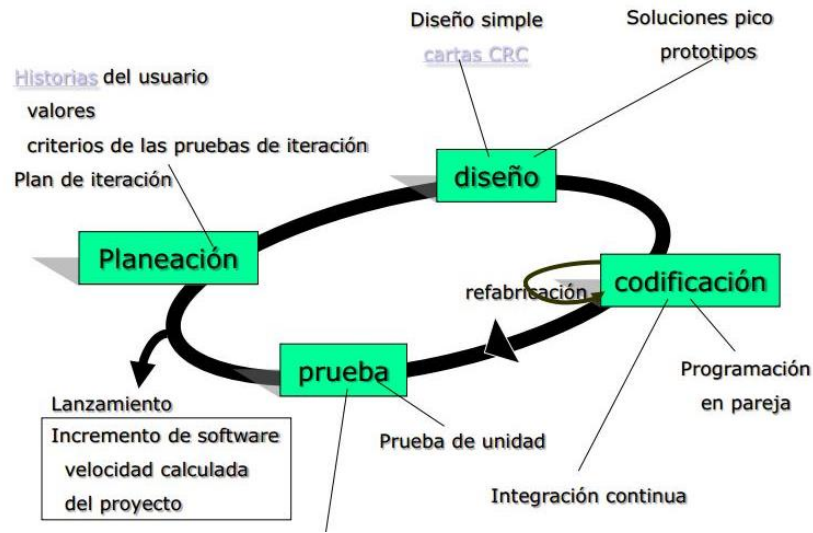 Diseño simple
cartas CRC
Soluciones pico
prototipos
Historias del usuario
valores
criterios de las pruebas de iteración
Plan de iteración
diseño
Planeación
codificación
refabricación
prueba
Programación
en pareja
Lanzamiento
Incremento de software
velocidad calculada
del proyecto
Prueba de unidad
Integración continua